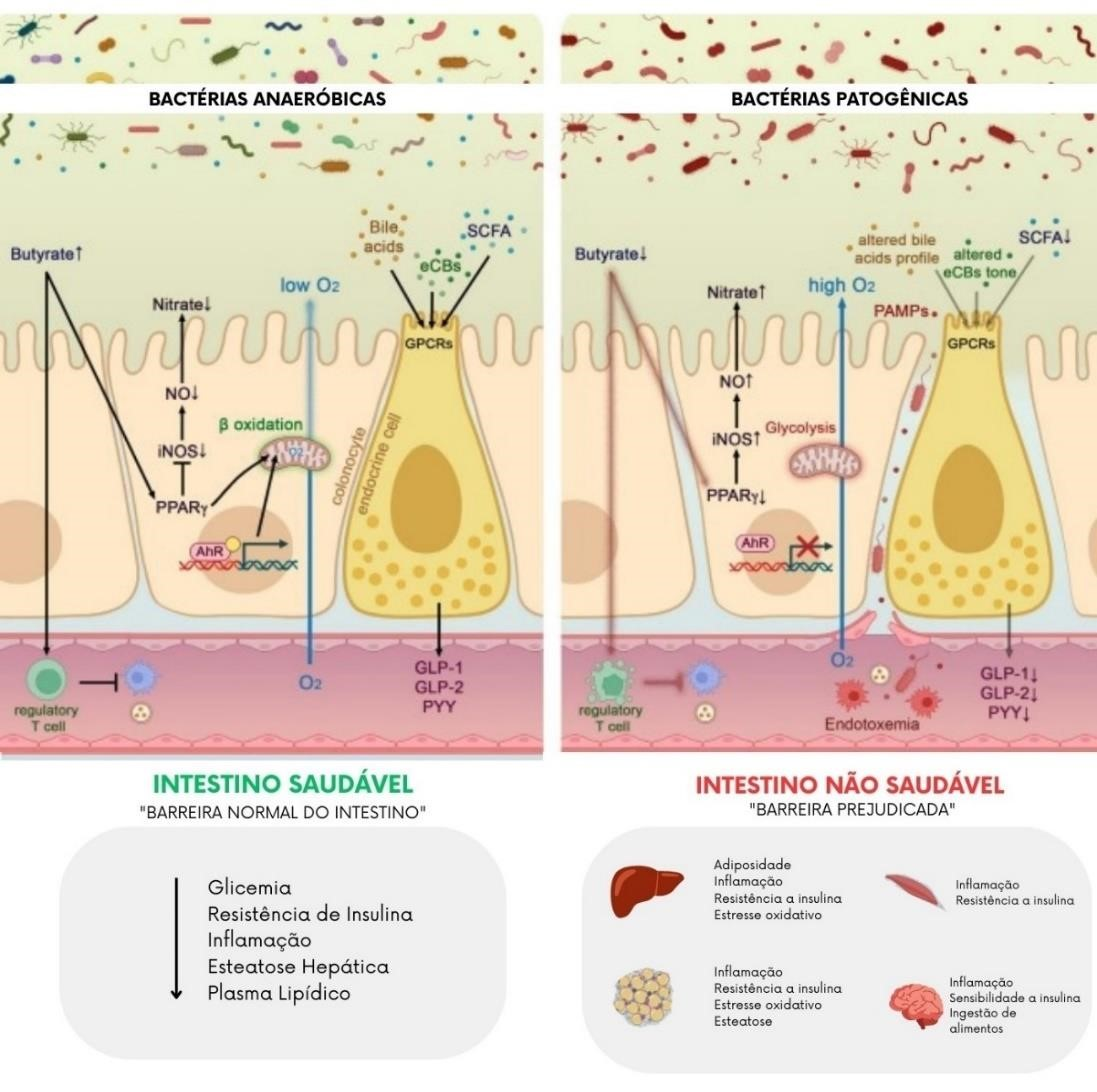 BACTÉRIAS ANAERÓBICAS
Butyrate↑
Bile
acids
SCFA
eCBs
low O2
Nitrate↓
GPCRs
NO↓
β oxidation
iNOS↓
O2
colonocyte
endocrine cell
PPARγ
AhR
O2
GLP-1
GLP-2
PYY
regulatory
T cell
INTESTINO SAUDÁVEL
"BARREIRA NORMAL DO INTESTINO"
Glicemia
Resistência de Insulina
Inflamação
Esteatose Hepática
Plasma Lipídico
BACTÉRIAS PATOGÊNICAS
Butyrate↓
altered bile
acids profile
altered
eCBs tone
SCFA↓
high O2
Nitrate↑
PAMPs
GPCRs
NO↑
Glycolysis
iNOS↑
PPARγ↓
AhR
O2
GLP-1↓
GLP-2↓
PYY↓
regulatory
T cell
Endotoxemia
INTESTINO NÃO SAUDÁVEL
"BARREIRA PREJUDICADA"
Adiposidade
Inflamação
Resistência a insulina
Estresse oxidativo
Inflamação
Resistência a insulina
Inflamação
Resistência a insulina
Estresse oxidativo
Esteatose
Inflamação
Sensibilidade a insulina
Ingestão de
alimentos